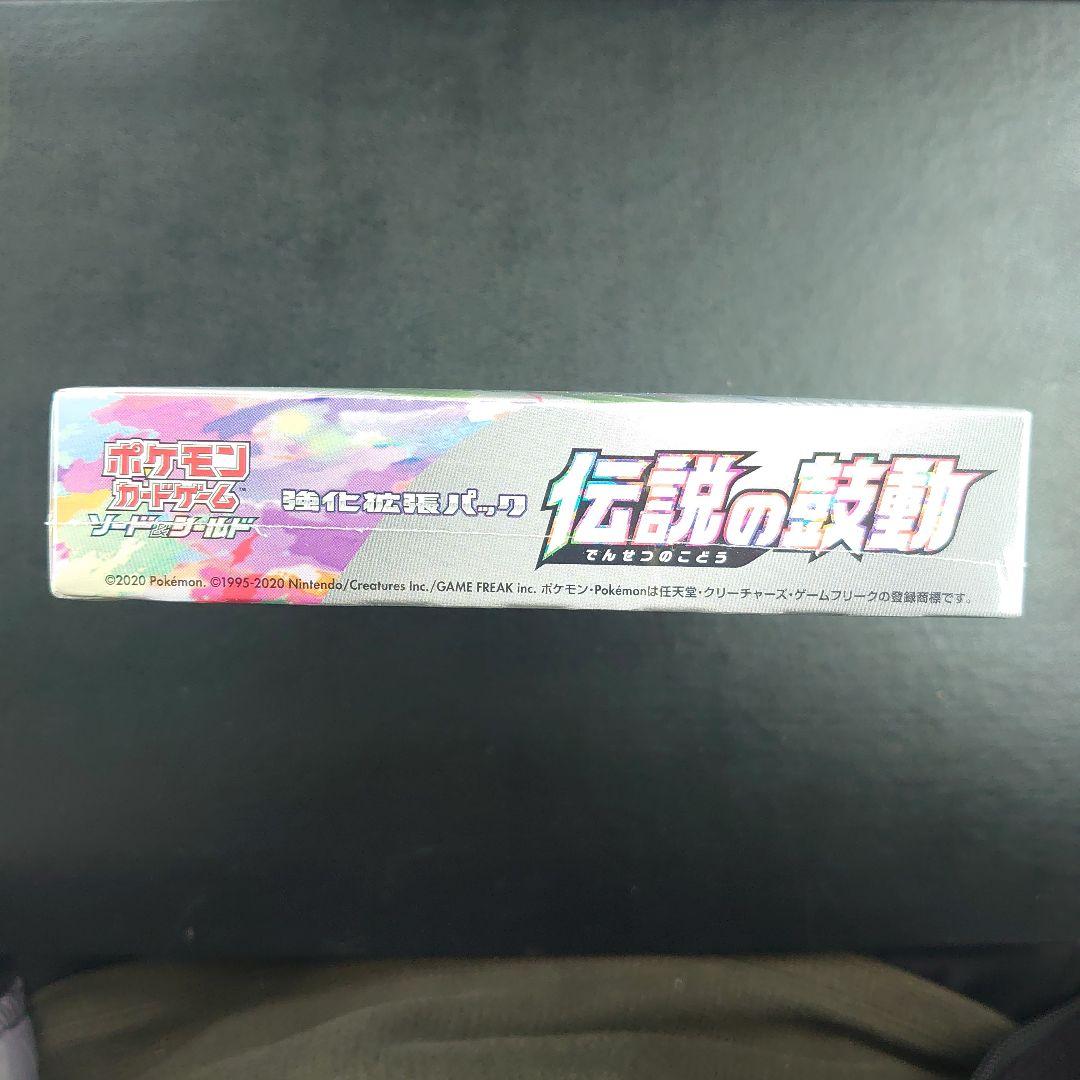 ポケモン
カードゲーム™
ソード&シールド
強化拡張パック
伝説の鼓動
でんせつのこどう
©2020 Pokémon. ©1995-2020 Nintendo/Creatures Inc./GAME FREAK inc. ポケモン・Pokémonは任天堂・クリーチャーズ・ゲームフリークの登録商標です。